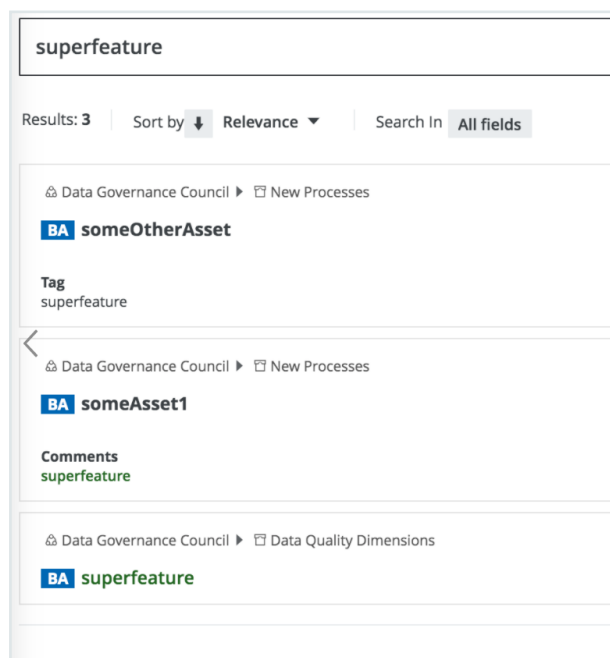 superfeature
Results: 3 Sort by Relevance Search In All fields
Data Governance Council New Processes
BA someOtherAsset
Tag
superfeature
Data Governance Council New Processes
BA someAsset1
Comments
superfeature
Data Governance Council Data Quality Dimensions
BA superfeature